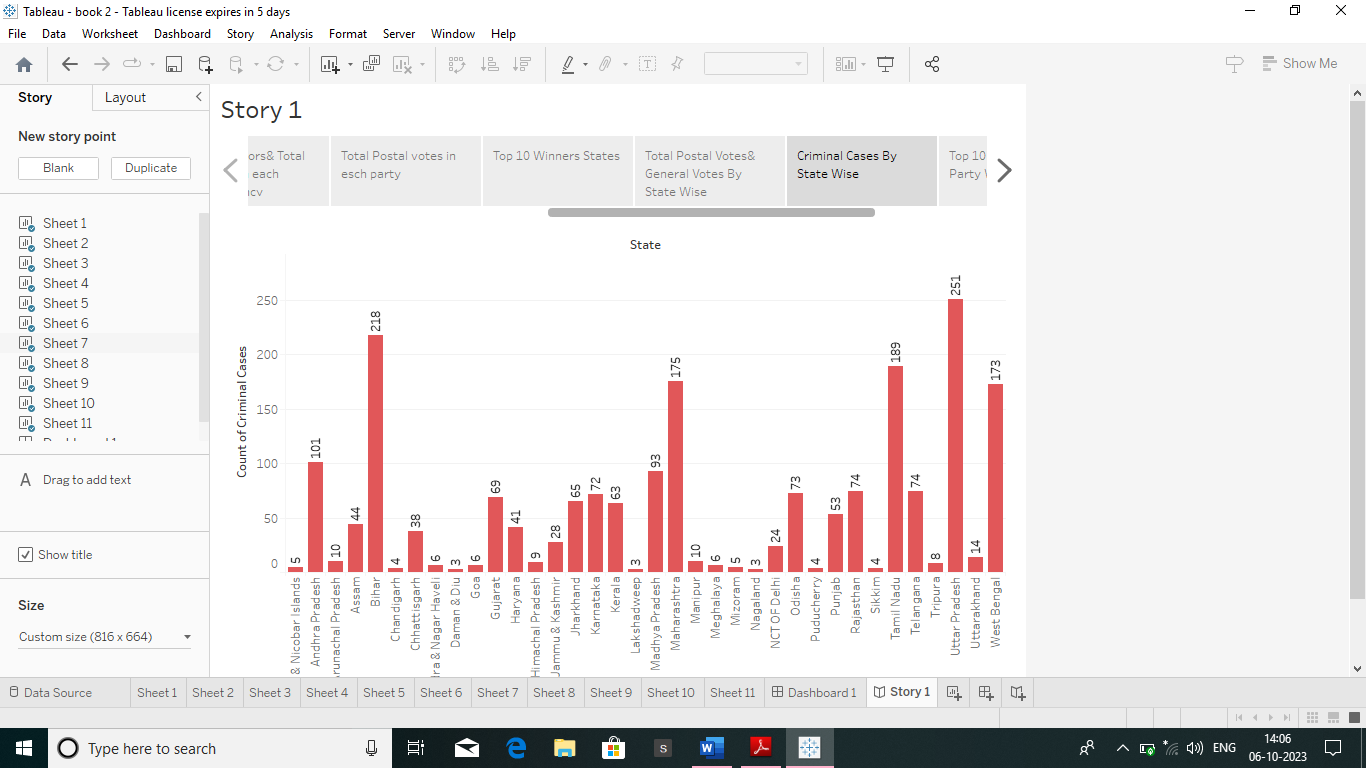 Tableau - book 2 - Tableau license expires in 5 days
File Data Worksheet Dashboard Story Analysis Format Server Window Help
Show Me
Story Layout
New story point
Blank Duplicate
Sheet 1
Sheet 2
Sheet 3
Sheet 4
Sheet 5
Sheet 6
Sheet 7
Sheet 8
Sheet 9
Sheet 10
Sheet 11
A Drag to add text
Show title
Size
Custom size (816 x 664)
Story 1
Total
each
Total Postal votes in
esch party
Top 10 Winners States
Total Postal Votes&
General Votes By
State Wise
Criminal Cases By
State Wise
Top 10
Party
State
Count of Criminal Cases
250
200
150
100
50
0
5
101
10
44
218
4
38
6
3
6
69
41
9
28
65
72
63
3
93
175
10
6
5
3
24
73
4
53
74
4
189
74
8
251
14
173
& Nicobar Islands
Andhra Pradesh
Pradesh
Assam
Bihar
Chandigarh
Chhattisgarh
& Nagar Haveli
Daman & Diu
Goa
Gujarat
Haryana
Himachal Pradesh
Jammu & Kashmir
Jharkhand
Karnataka
Kerala
Lakshadweep
Madhya Pradesh
Maharashtra
Manipur
Meghalaya
Mizoram
Nagaland
NCT OF Delhi
Odisha
Puducherry
Punjab
Rajasthan
Sikkim
Tamil Nadu
Telangana
Tripura
Uttar Pradesh
Uttarakhand
West Bengal
Data Source Sheet 1 Sheet 2 Sheet 3 Sheet 4 Sheet 5 Sheet 6 Sheet 7 Sheet 8 Sheet 9 Sheet 10 Sheet 11 Dashboard 1 Story 1
Type here to search
ENG
14:06
06-10-2023